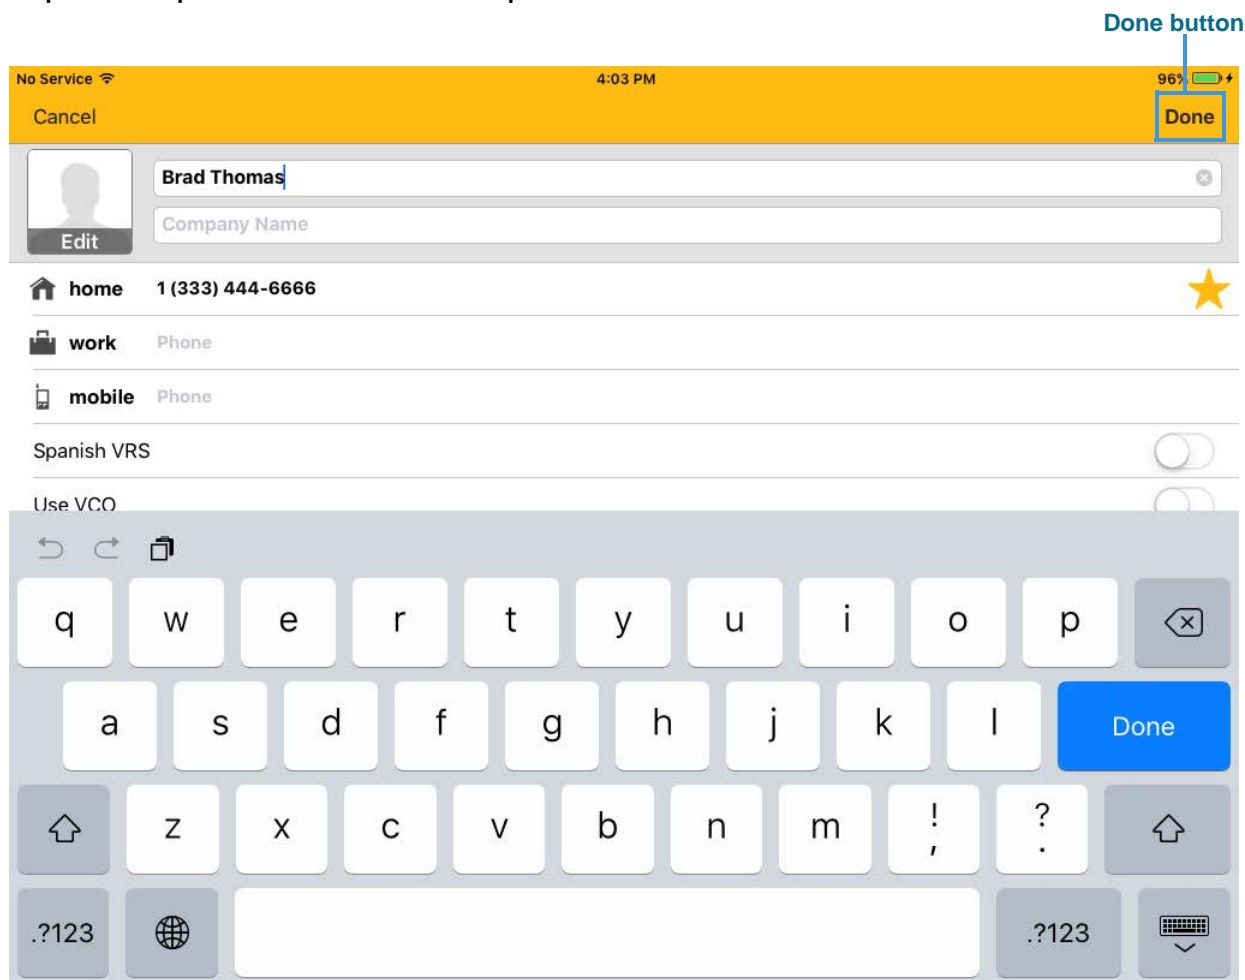 Done button
No Service 4:03 PM 96%
Cancel Done
Brad Thomas
Company Name
Edit
home 1 (333) 444-6666
work Phone
mobile Phone
Spanish VRS
Use VCO
q w e r t y u i o p
a s d f g h j k l Done
z x c v b n m ! , ? .
.?123 .?123